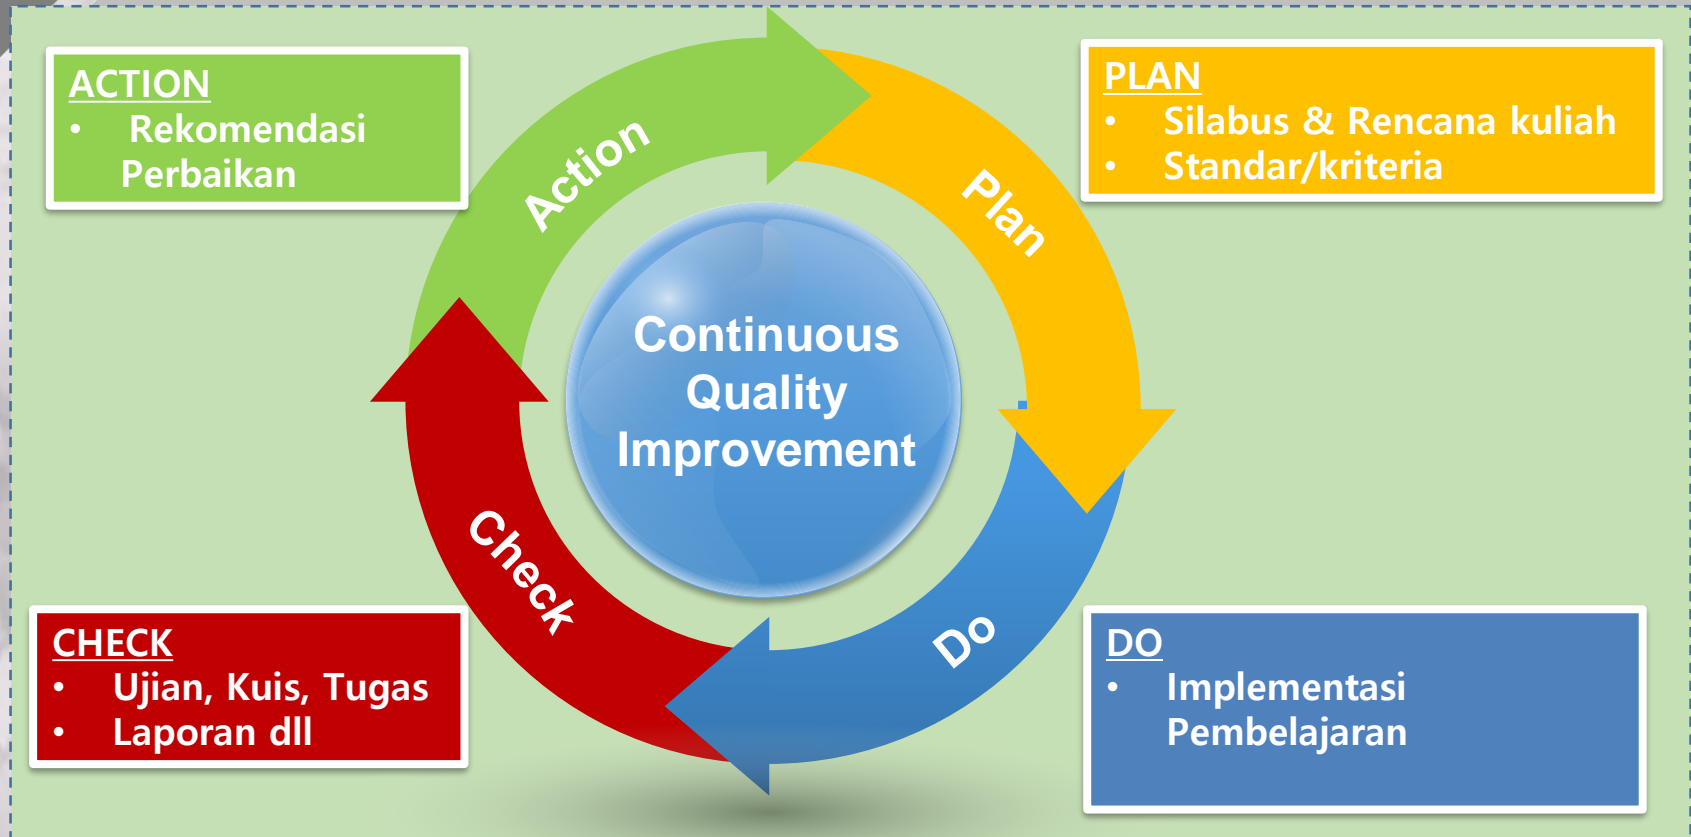 ACTION
• Rekomendasi
Perbaikan
PLAN
• Silabus & Rencana kuliah
• Standar/kriteria
Action
Plan
Continuous
Quality
Improvement
Check
Do
CHECK
• Ujian, Kuis, Tugas
• Laporan dll
DO
• Implementasi
Pembelajaran